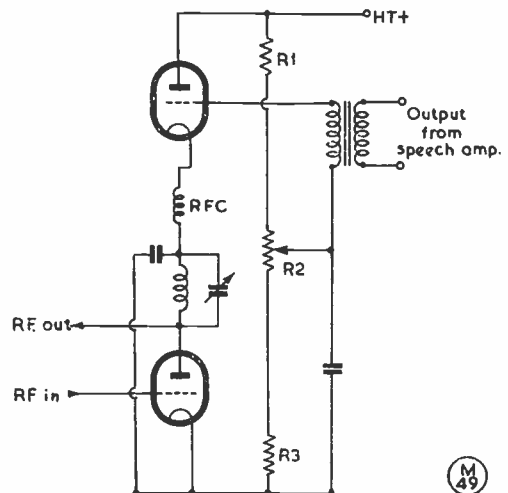 HT+
R1
Output
from
speech amp.
RFC
R2
RF out
RF in
R3
M
49